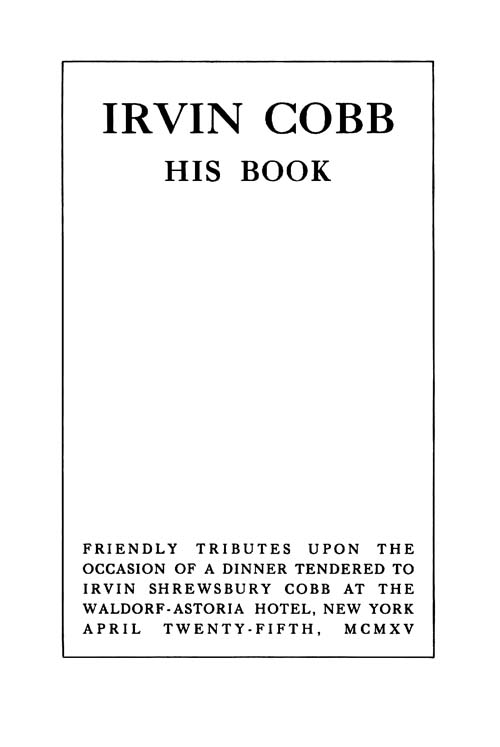 IRVIN COBB
HIS BOOK
FRIENDLY TRIBUTES UPON THE
OCCASION OF A DINNER TENDERED TO
IRVIN SHREWSBURY COBB AT THE
WALDORF-ASTORIA HOTEL, NEW YORK
APRIL TWENTY-FIFTH, MCMXV